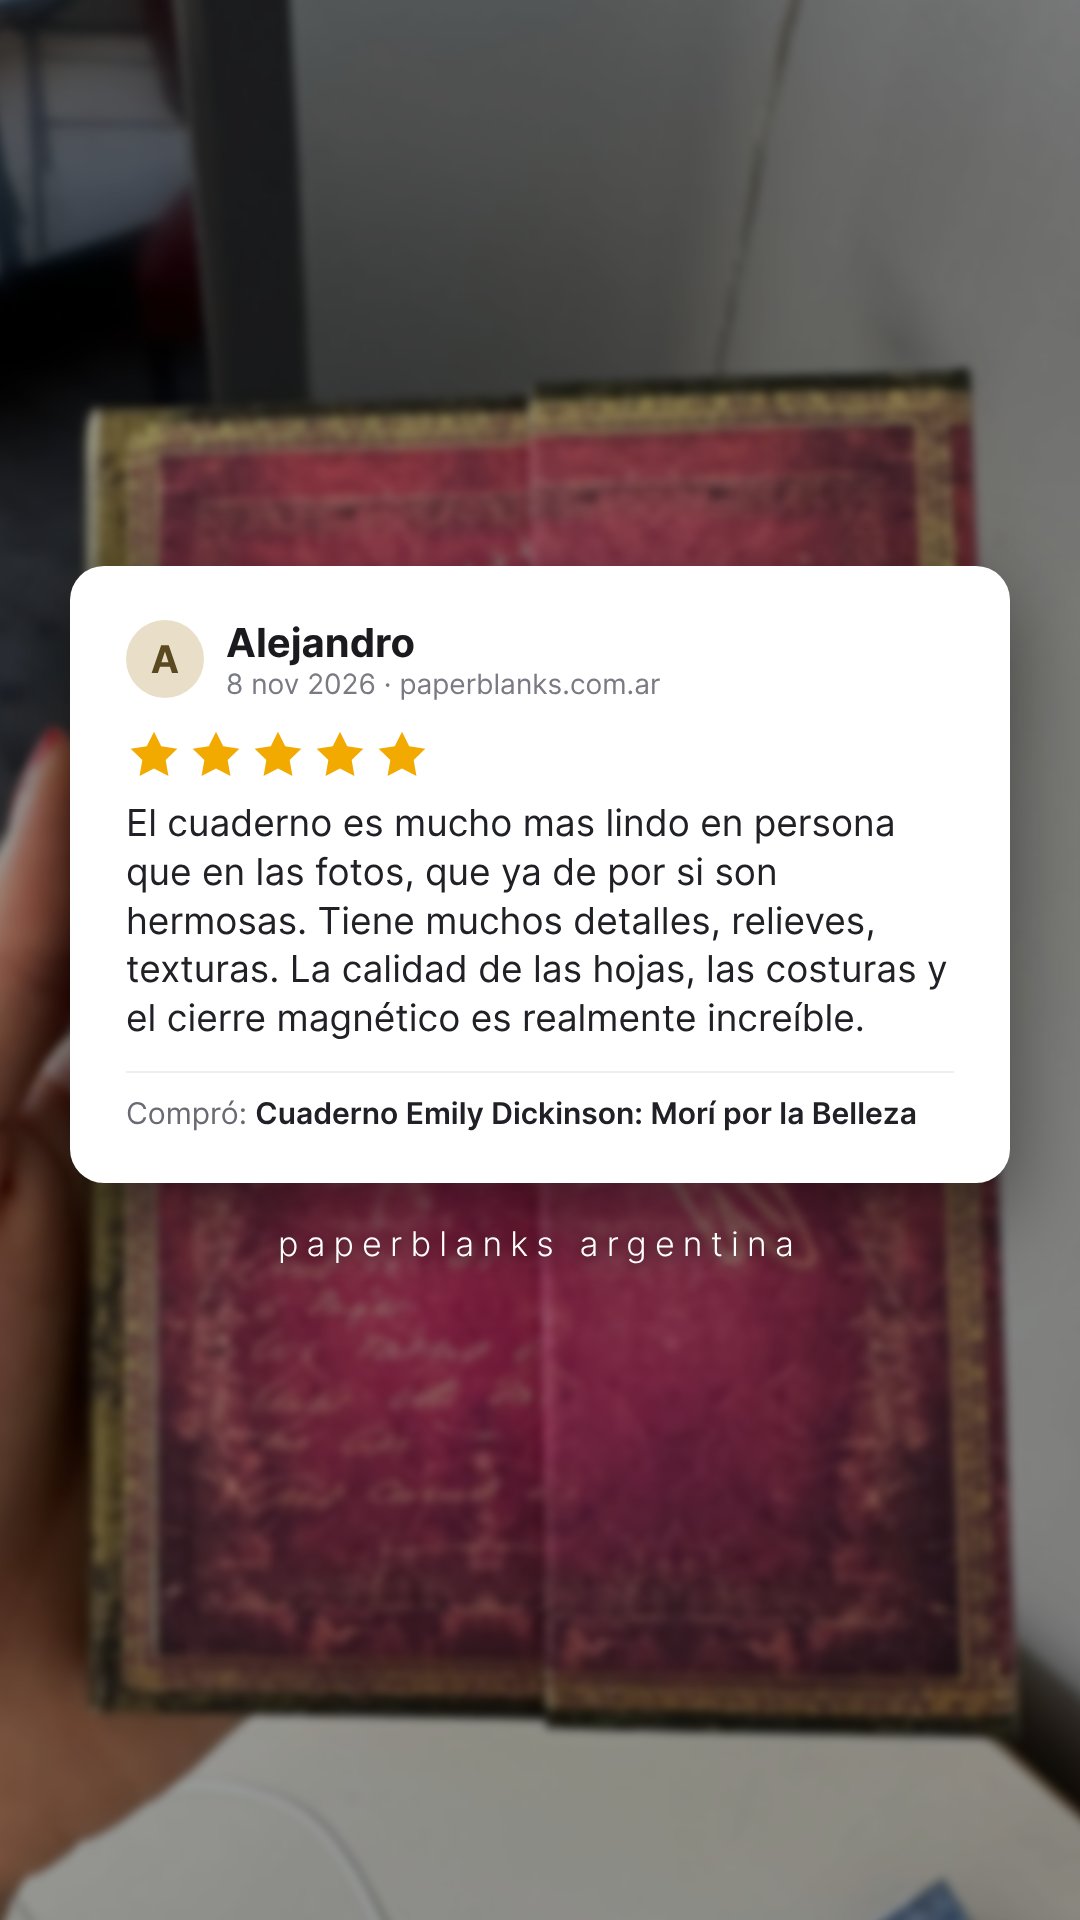 A
Alejandro
8 nov 2026 · paperblanks.com.ar
El cuaderno es mucho mas lindo en persona
que en las fotos, que ya de por si son
hermosas. Tiene muchos detalles, relieves,
texturas. La calidad de las hojas, las costuras y
el cierre magnético es realmente increíble.
Compró: Cuaderno Emily Dickinson: Morí por la Belleza
paperblanks argentina